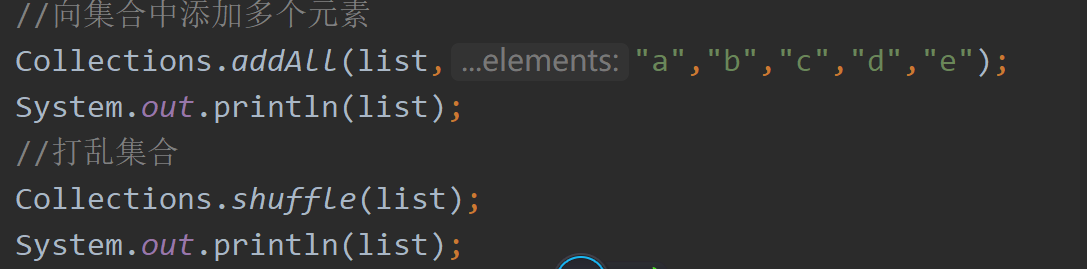 //向集合中添加多个元素
Collections.addAll(list, ...elements: "a","b","c","d","e");
System.out.println(list);
//打乱集合
Collections.shuffle(list);
System.out.println(list);